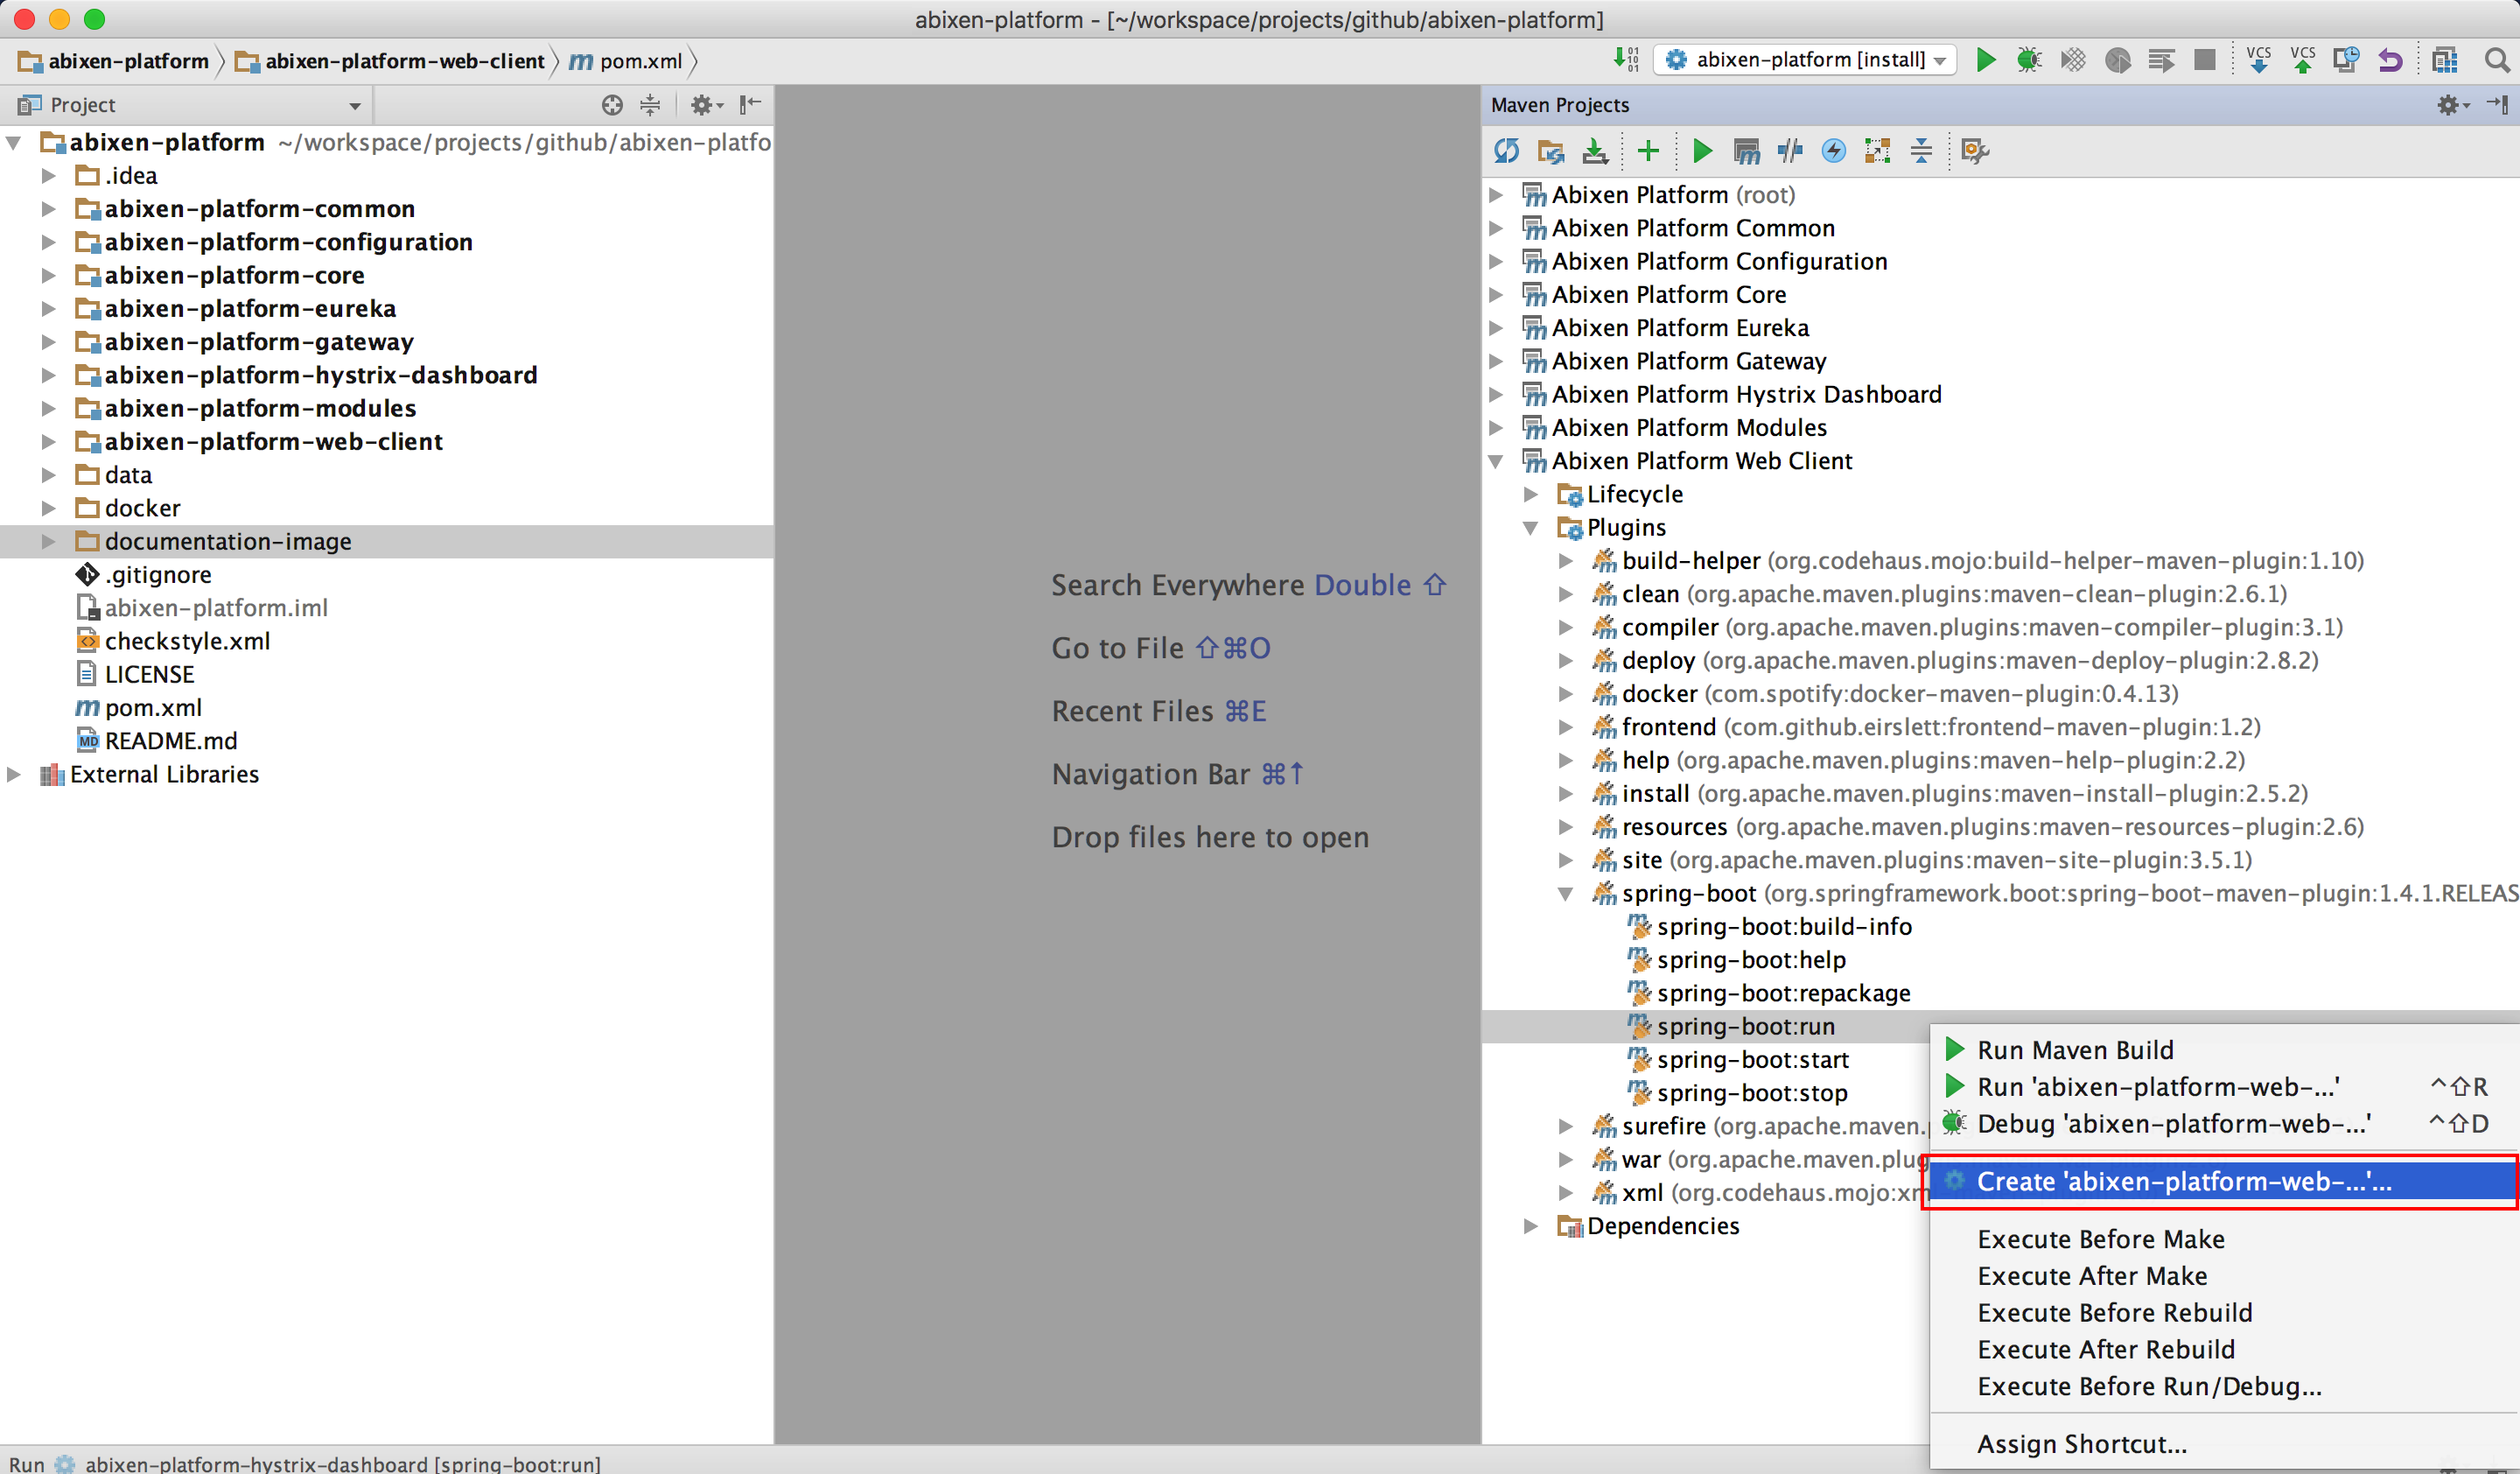 abixen-platform - [~/workspace/projects/github/abixen-platform]
abixen-platform abixen-platform-web-client pom.xml
abixen-platform [install]
VCS VCS
Project
abixen-platform ~/workspace/projects/github/abixen-platfo
.idea
abixen-platform-common
abixen-platform-configuration
abixen-platform-core
abixen-platform-eureka
abixen-platform-gateway
abixen-platform-hystrix-dashboard
abixen-platform-modules
abixen-platform-web-client
data
docker
documentation-image
.gitignore
abixen-platform.iml
checkstyle.xml
LICENSE
pom.xml
README.md
External Libraries
Search Everywhere Double ⇧
Go to File ⇧⌘O
Recent Files ⌘E
Navigation Bar ⌘↑
Drop files here to open
Maven Projects
Abixen Platform (root)
Abixen Platform Common
Abixen Platform Configuration
Abixen Platform Core
Abixen Platform Eureka
Abixen Platform Gateway
Abixen Platform Hystrix Dashboard
Abixen Platform Modules
Abixen Platform Web Client
Lifecycle
Plugins
build-helper (org.codehaus.mojo:build-helper-maven-plugin:1.10)
clean (org.apache.maven.plugins:maven-clean-plugin:2.6.1)
compiler (org.apache.maven.plugins:maven-compiler-plugin:3.1)
deploy (org.apache.maven.plugins:maven-deploy-plugin:2.8.2)
docker (com.spotify:docker-maven-plugin:0.4.13)
frontend (com.github.eirslett:frontend-maven-plugin:1.2)
help (org.apache.maven.plugins:maven-help-plugin:2.2)
install (org.apache.maven.plugins:maven-install-plugin:2.5.2)
resources (org.apache.maven.plugins:maven-resources-plugin:2.6)
site (org.apache.maven.plugins:maven-site-plugin:3.5.1)
spring-boot (org.springframework.boot:spring-boot-maven-plugin:1.4.1.RELEAS
spring-boot:build-info
spring-boot:help
spring-boot:repackage
spring-boot:run
spring-boot:start
spring-boot:stop
surefire (org.apache.maven.
war (org.apache.maven.plug
xml (org.codehaus.mojo:xm
Dependencies
Run Maven Build
Run 'abixen-platform-web-...' ^⇧R
Debug 'abixen-platform-web-...' ^⇧D
Create 'abixen-platform-web-...'...
Execute Before Make
Execute After Make
Execute Before Rebuild
Execute After Rebuild
Execute Before Run/Debug...
Assign Shortcut...
Run abixen-platform-hystrix-dashboard [spring-boot:run]